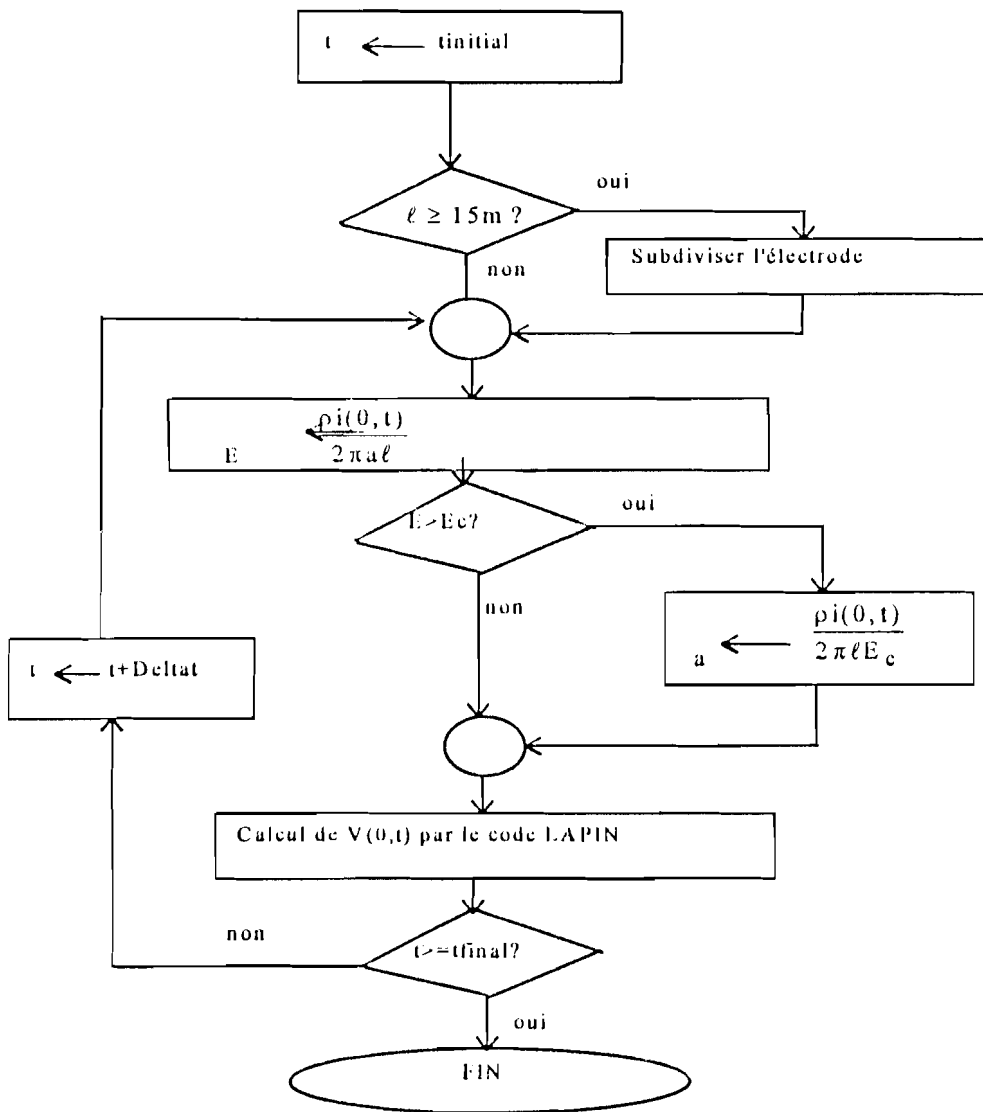 t ← tinitial
oui
ℓ ≥ 15m ?
Subdiviser l'électrode
non
E ← ρi(0,t) / 2πaℓ
oui
E>Ec?
non
a ← ρi(0,t) / 2πℓE_c
t ← t+Deltat
Calcul de V(0,t) par le code LAPIN
non
t>=tfinal?
oui
FIN